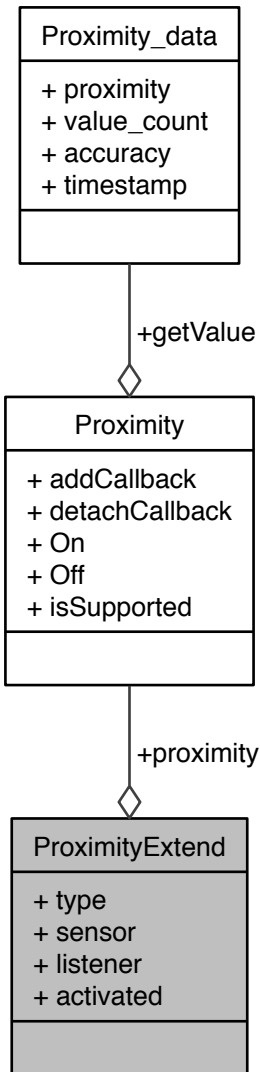 Proximity_data
+ proximity
+ value_count
+ accuracy
+ timestamp
+getValue
Proximity
+ addCallback
+ detachCallback
+ On
+ Off
+ isSupported
+proximity
ProximityExtend
+ type
+ sensor
+ listener
+ activated